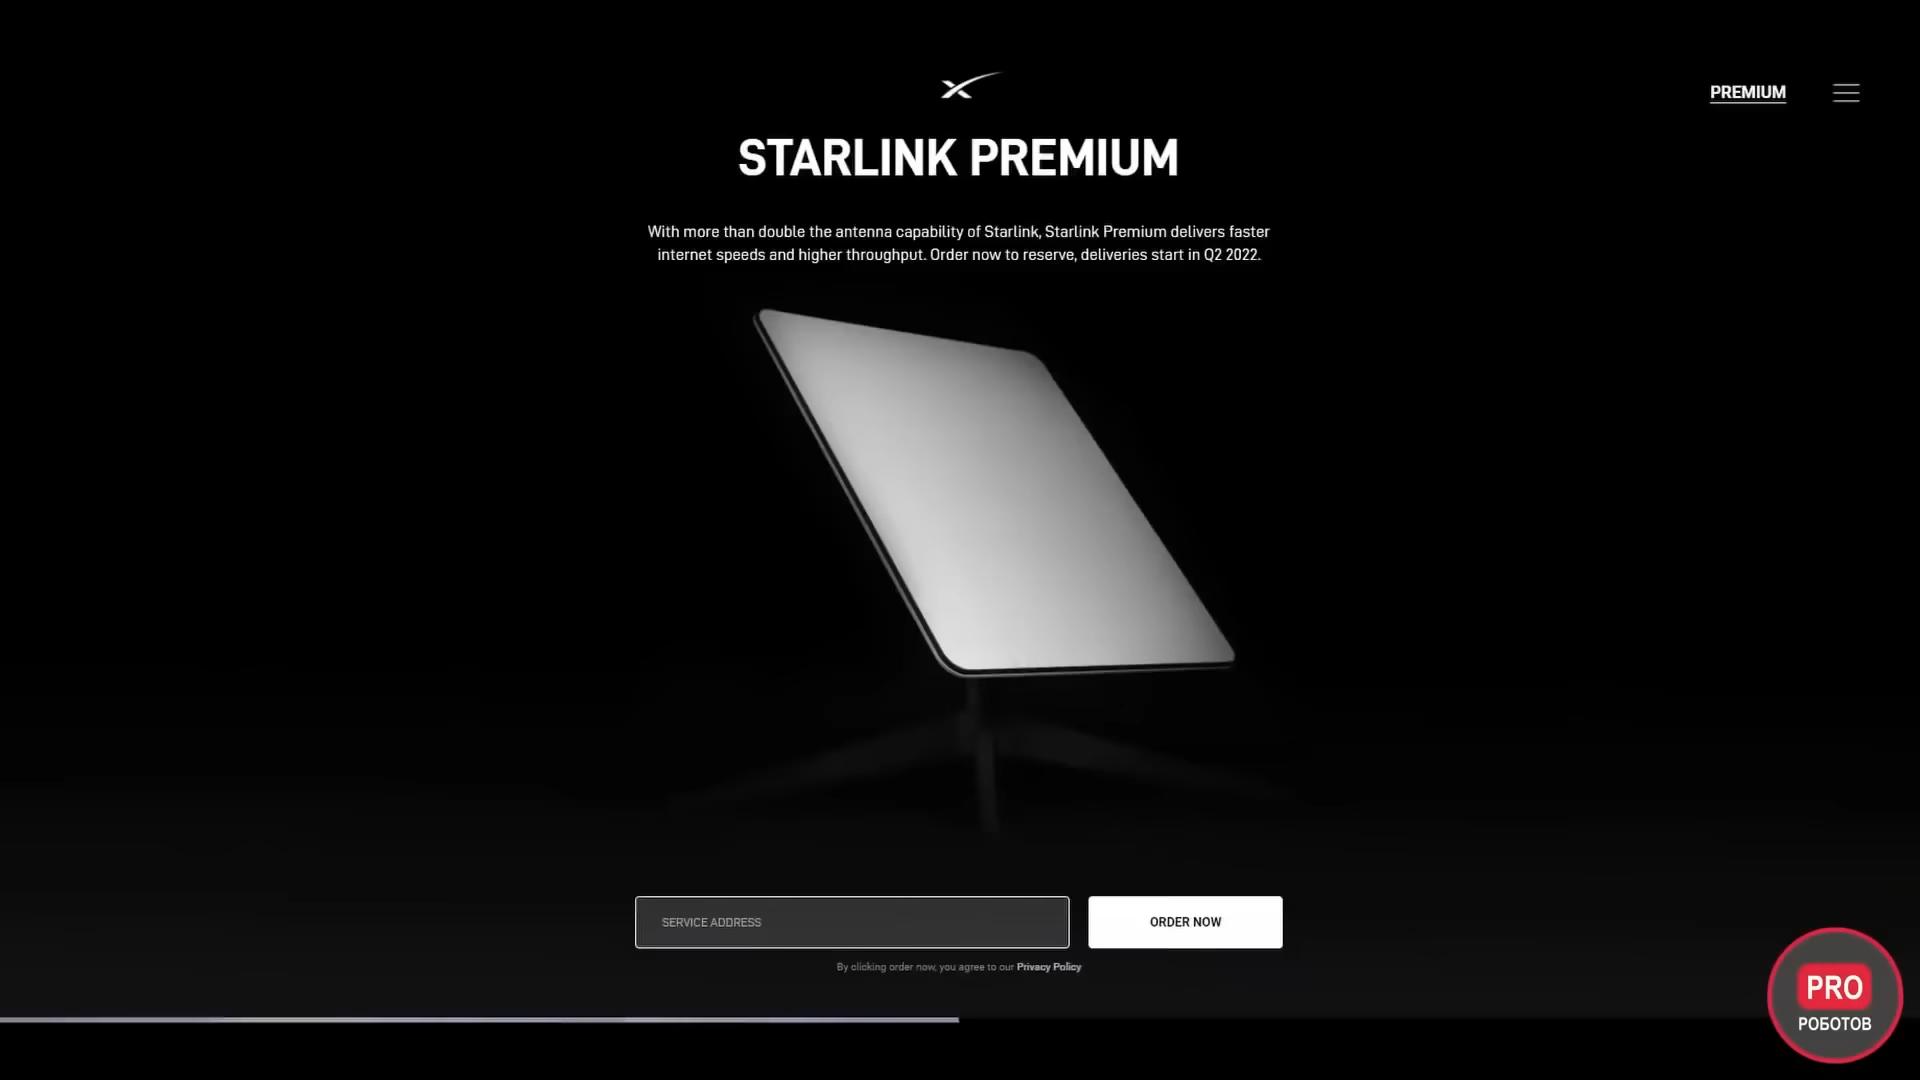 PREMIUM
STARLINK PREMIUM
With more than double the antenna capability of Starlink, Starlink Premium delivers faster
internet speeds and higher throughput. Order now to reserve, deliveries start in Q2 2022.
SERVICE ADDRESS
ORDER NOW
By clicking order now, you agree to our Privacy Policy
PRO
РОБОТОВ